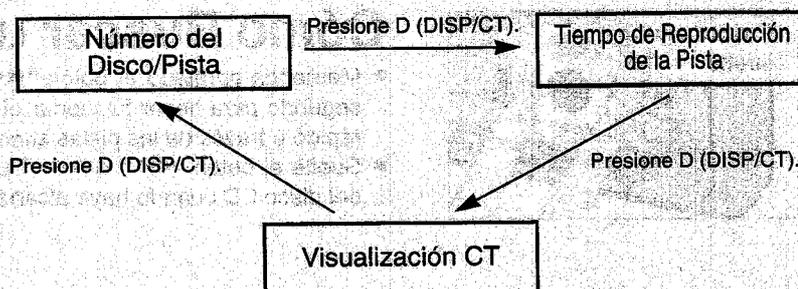 Número del
Disco/Pista
Presione D (DISP/CT).
Tiempo de Reproducción
de la Pista
Presione D (DISP/CT).
Presione D (DISP/CT).
Visualización CT